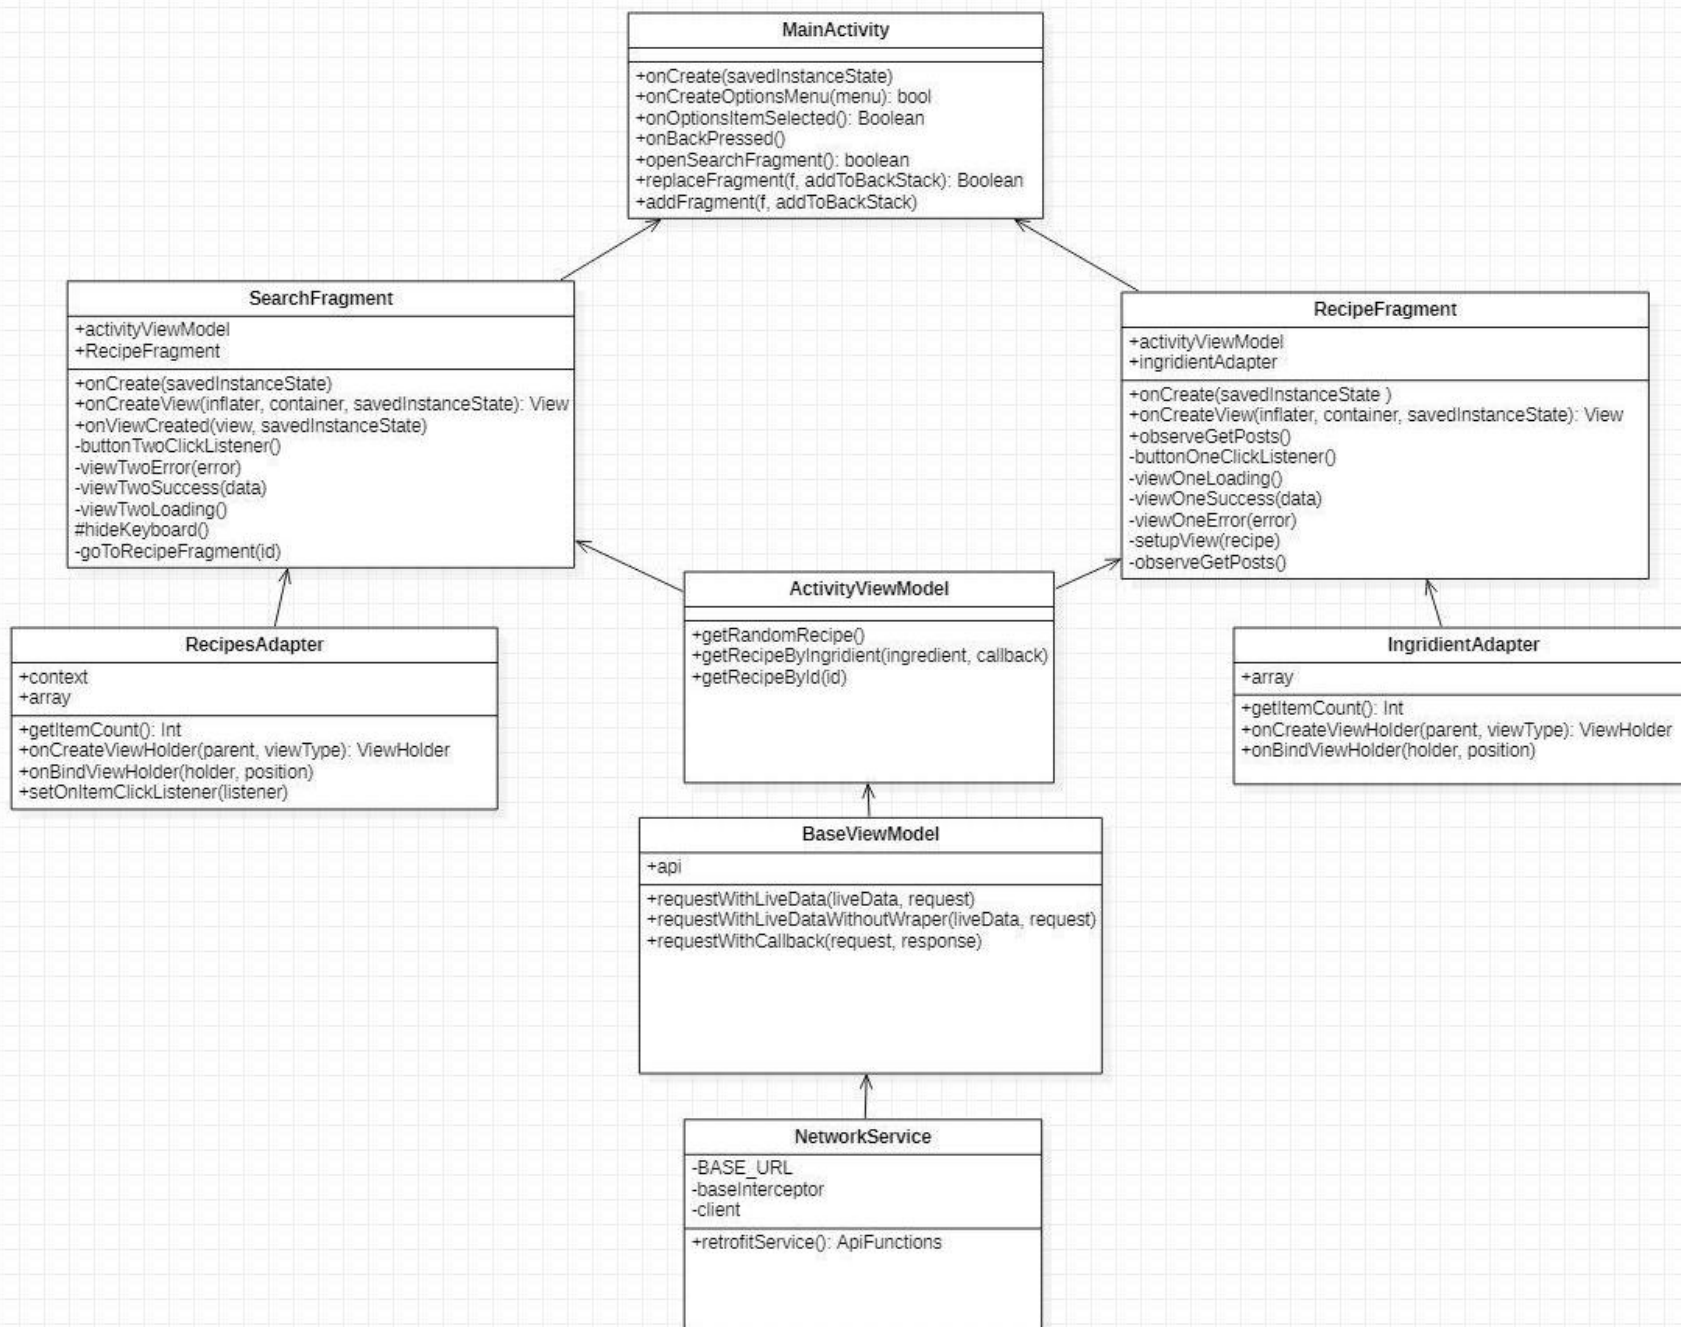 MainActivity
+onCreate(savedInstanceState)
+onCreateOptionsMenu(menu): bool
+onOptionsItemSelected(): Boolean
+onBackPressed()
+openSearchFragment(): boolean
+replaceFragment(f, addToBackStack): Boolean
+addFragment(f, addToBackStack)
SearchFragment
+activityViewModel
+RecipeFragment
+onCreate(savedInstanceState)
+onCreateView(inflater, container, savedInstanceState): View
+onViewCreated(view, savedInstanceState)
-buttonTwoClickListener()
-viewTwoError(error)
-viewTwoSuccess(data)
-viewTwoLoading()
#hideKeyboard()
-goToRecipeFragment(id)
RecipeFragment
+activityViewModel
+ingridientAdapter
+onCreate(savedInstanceState )
+onCreateView(inflater, container, savedInstanceState): View
+observeGetPosts()
-buttonOneClickListener()
-viewOneLoading()
-viewOneSuccess(data)
-viewOneError(error)
-setupView(recipe)
-observeGetPosts()
RecipesAdapter
+context
+array
+getItemCount(): Int
+onCreateViewHolder(parent, viewType): ViewHolder
+onBindViewHolder(holder, position)
+setOnItemClickListener(listener)
ActivityViewModel
+getRandomRecipe()
+getRecipeByIngridient(ingredient, callback)
+getRecipeById(id)
IngridientAdapter
+array
+getItemCount(): Int
+onCreateViewHolder(parent, viewType): ViewHolder
+onBindViewHolder(holder, position)
BaseViewModel
+api
+requestWithLiveData(liveData, request)
+requestWithLiveDataWithoutWraper(liveData, request)
+requestWithCallback(request, response)
NetworkService
-BASE_URL
-baseInterceptor
-client
+retrofitService(): ApiFunctions